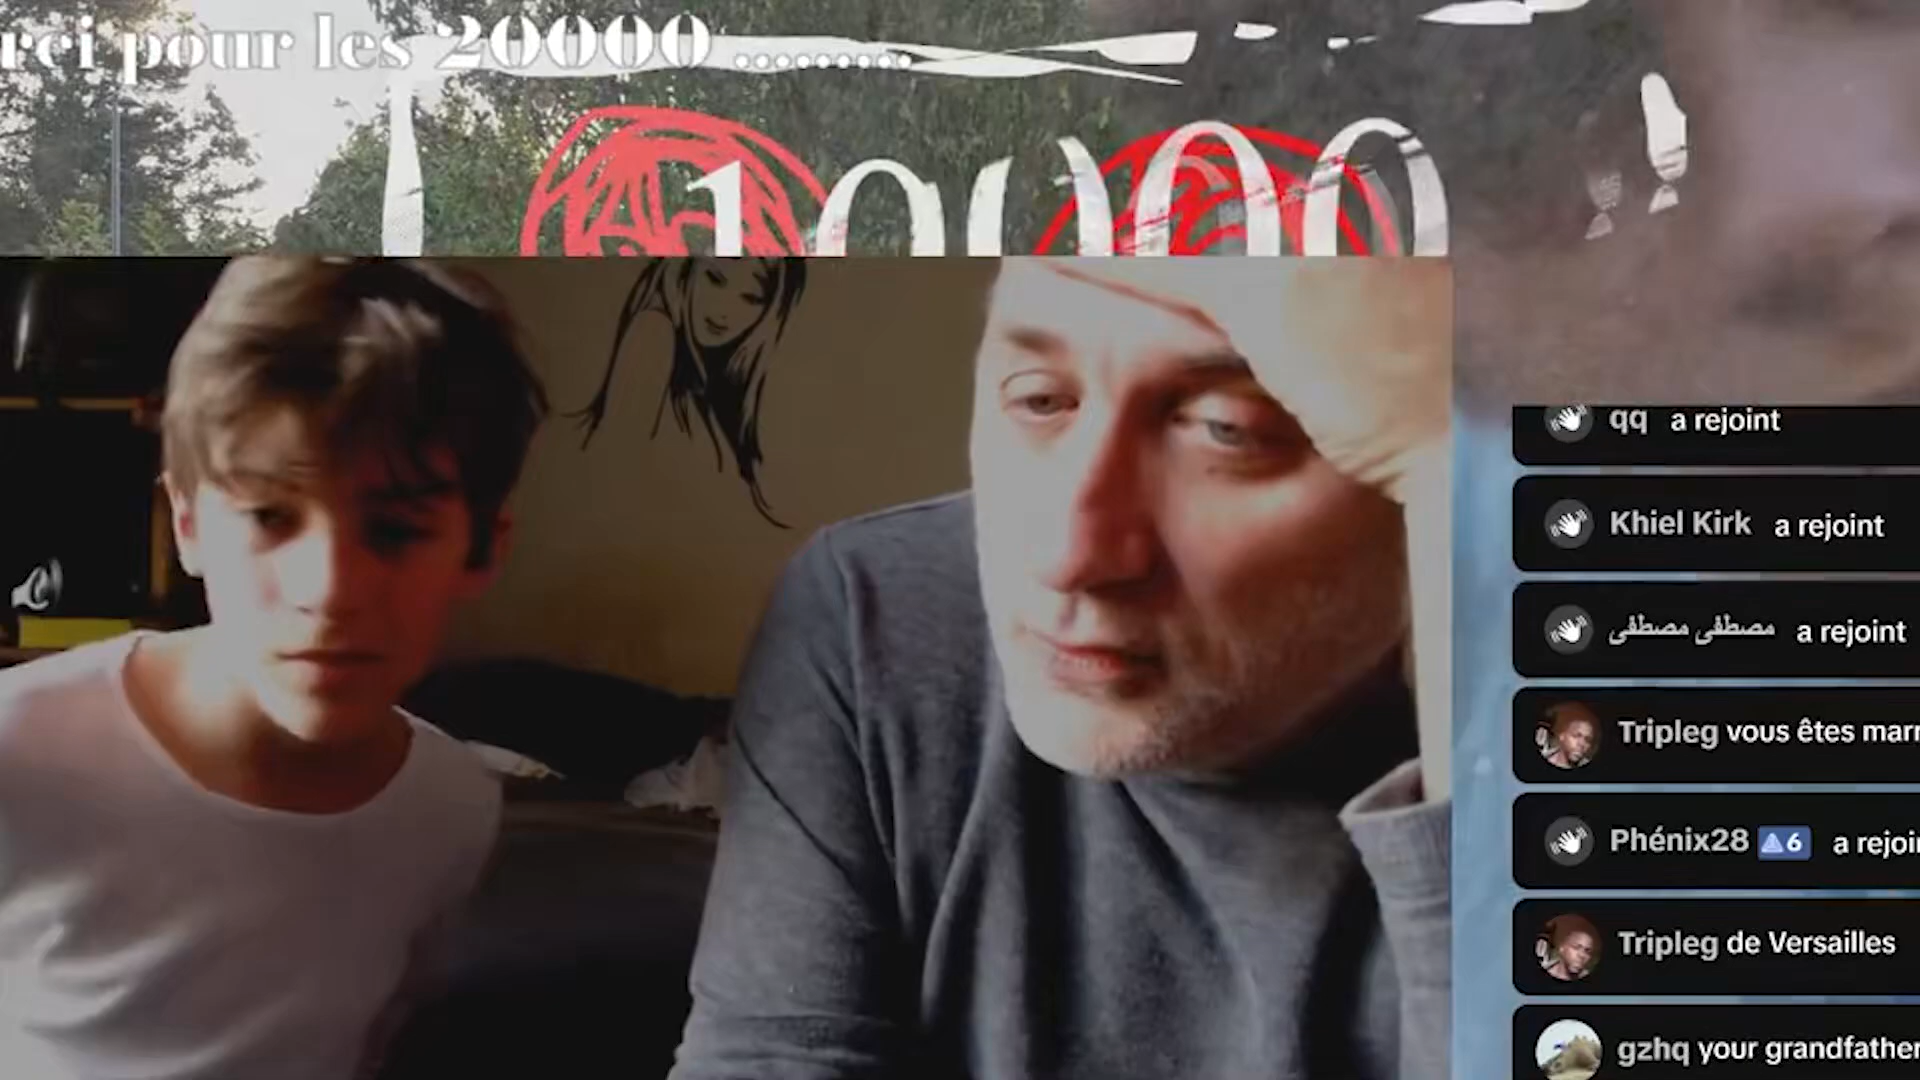 rci pour les 20000 .........
10000
qq a rejoint
Khiel Kirk a rejoint
مصطفى مصطفى a rejoint
Tripleg vous êtes marr
Phénix28 6 a rejoin
Tripleg de Versailles
gzhq your grandfather